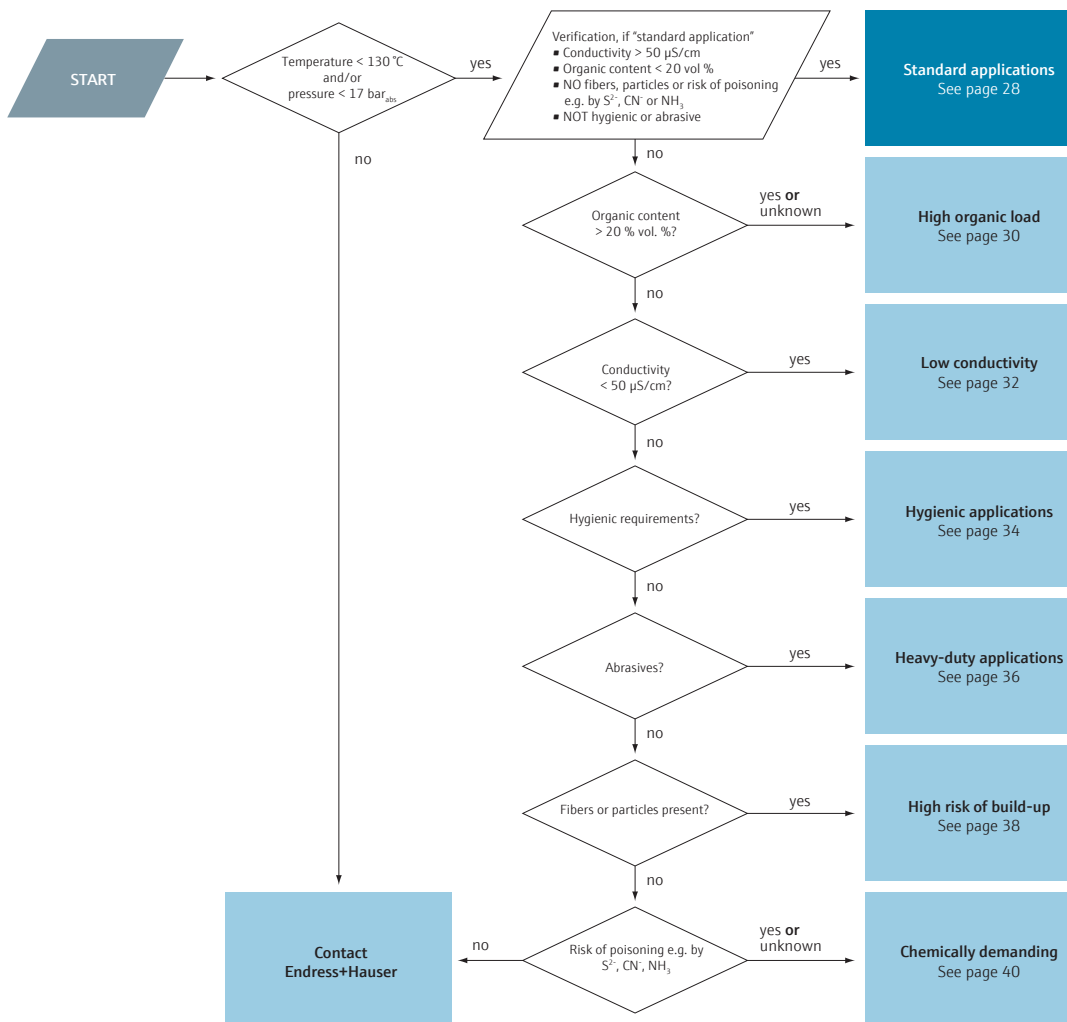 START
Temperature < 130 °C
and/or
pressure < 17 bar abs
yes
no
Verification, if "standard application"
▪ Conductivity > 50 µS/cm
▪ Organic content < 20 vol %
▪ NO fibers, particles or risk of poisoning
e.g. by S²⁻, CN⁻ or NH₃
▪ NOT hygienic or abrasive
yes
Standard applications
See page 28
no
Organic content
> 20 % vol. %?
yes or
unknown
High organic load
See page 30
no
Conductivity
< 50 µS/cm?
yes
Low conductivity
See page 32
no
Hygienic requirements?
yes
Hygienic applications
See page 34
no
Abrasives?
yes
Heavy-duty applications
See page 36
no
Fibers or particles present?
yes
High risk of build-up
See page 38
no
Risk of poisoning e.g. by
S²⁻, CN⁻, NH₃
yes or
unknown
Chemically demanding
See page 40
no
Contact
Endress+Hauser